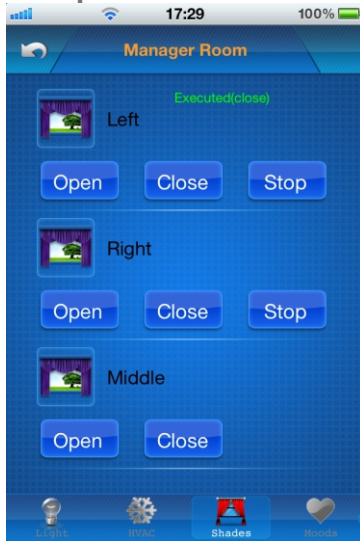 17:29 100%
Manager Room
Executed(close)
Left
Open Close Stop
Right
Open Close Stop
Middle
Open Close
Light HVAC Shades Moods